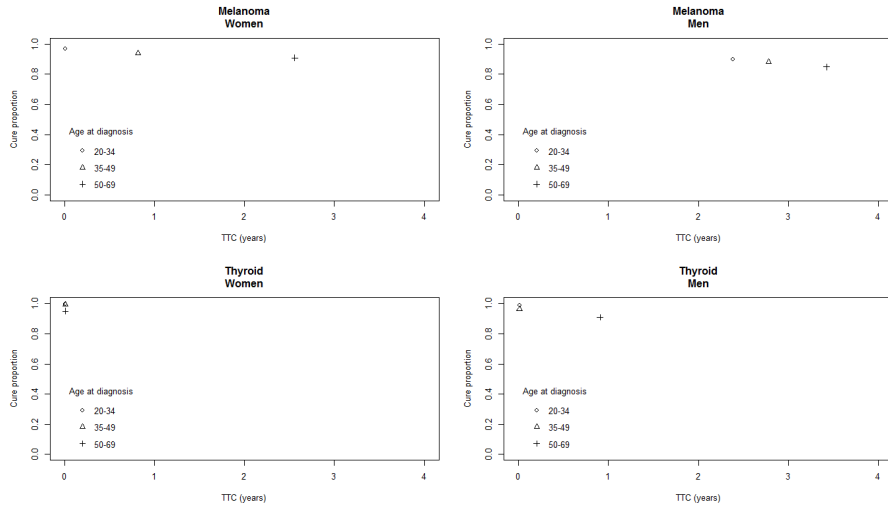 Melanoma
Women
Cure proportion
1.0
0.8
0.6
0.4
0.2
0.0
Age at diagnosis
20-34
35-49
50-69
0 1 2 3 4
TTC (years)
Melanoma
Men
Cure proportion
1.0
0.8
0.6
0.4
0.2
0.0
Age at diagnosis
20-34
35-49
50-69
0 1 2 3 4
TTC (years)
Thyroid
Women
Cure proportion
1.0
0.8
0.6
0.4
0.2
0.0
Age at diagnosis
20-34
35-49
50-69
0 1 2 3 4
TTC (years)
Thyroid
Men
Cure proportion
1.0
0.8
0.6
0.4
0.2
0.0
Age at diagnosis
20-34
35-49
50-69
0 1 2 3 4
TTC (years)